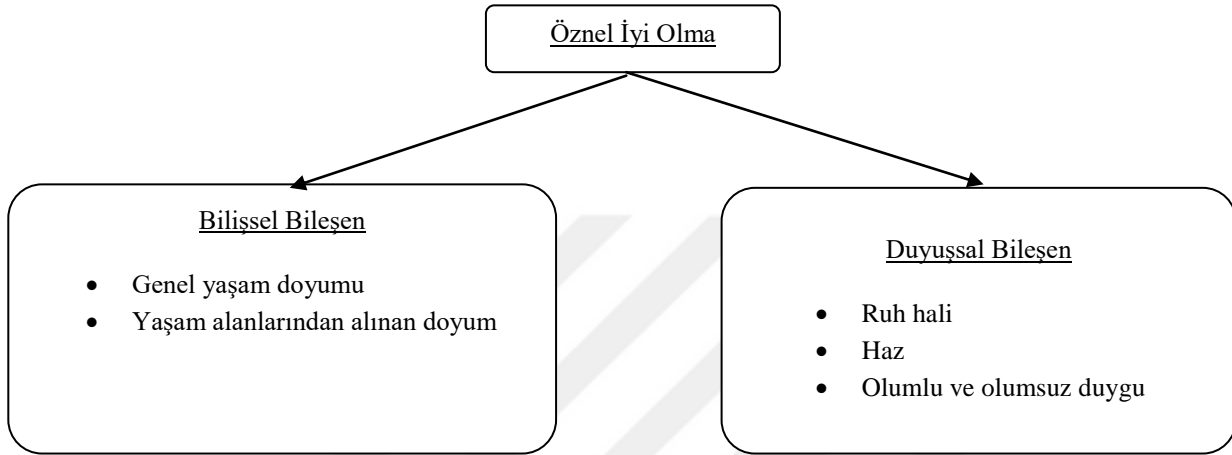 Öznel İyi Olma
Bilişsel Bileşen
• Genel yaşam doyumu
• Yaşam alanlarından alınan doyum
Duyuşsal Bileşen
• Ruh hali
• Haz
• Olumlu ve olumsuz duygu